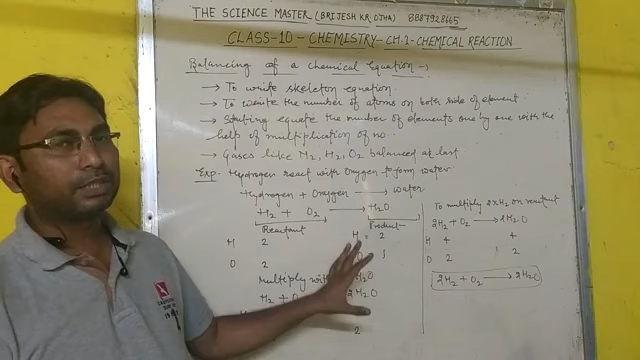 THE SCIENCE MASTER (BRIJESH KR. OJHA) 8887928665
CLASS-10-CHEMISTRY-CH-1-CHEMICAL REACTION
Balancing of a chemical Equation-:
→ To write skeleton equation.
→ To write the number of atoms on both side of element
→ Starting equate the number of elements one by one with the
help of multiplication of no.
→ Gases like N2, H2, O2 balanced at last
Exp. Hydrogen react with Oxygen to form water
Hydrogen + Oxygen → Water
H2 + O2 → H2O
Reactant Product
H 2 H = 2
O 2 1
Multiply with H2O
H2 + O 2H2O
2
To multiply 2xH2 on reactant
2H2 + O2 → 2H2O
H 4 4
O 2 2
2H2 + O2 → 2H2O